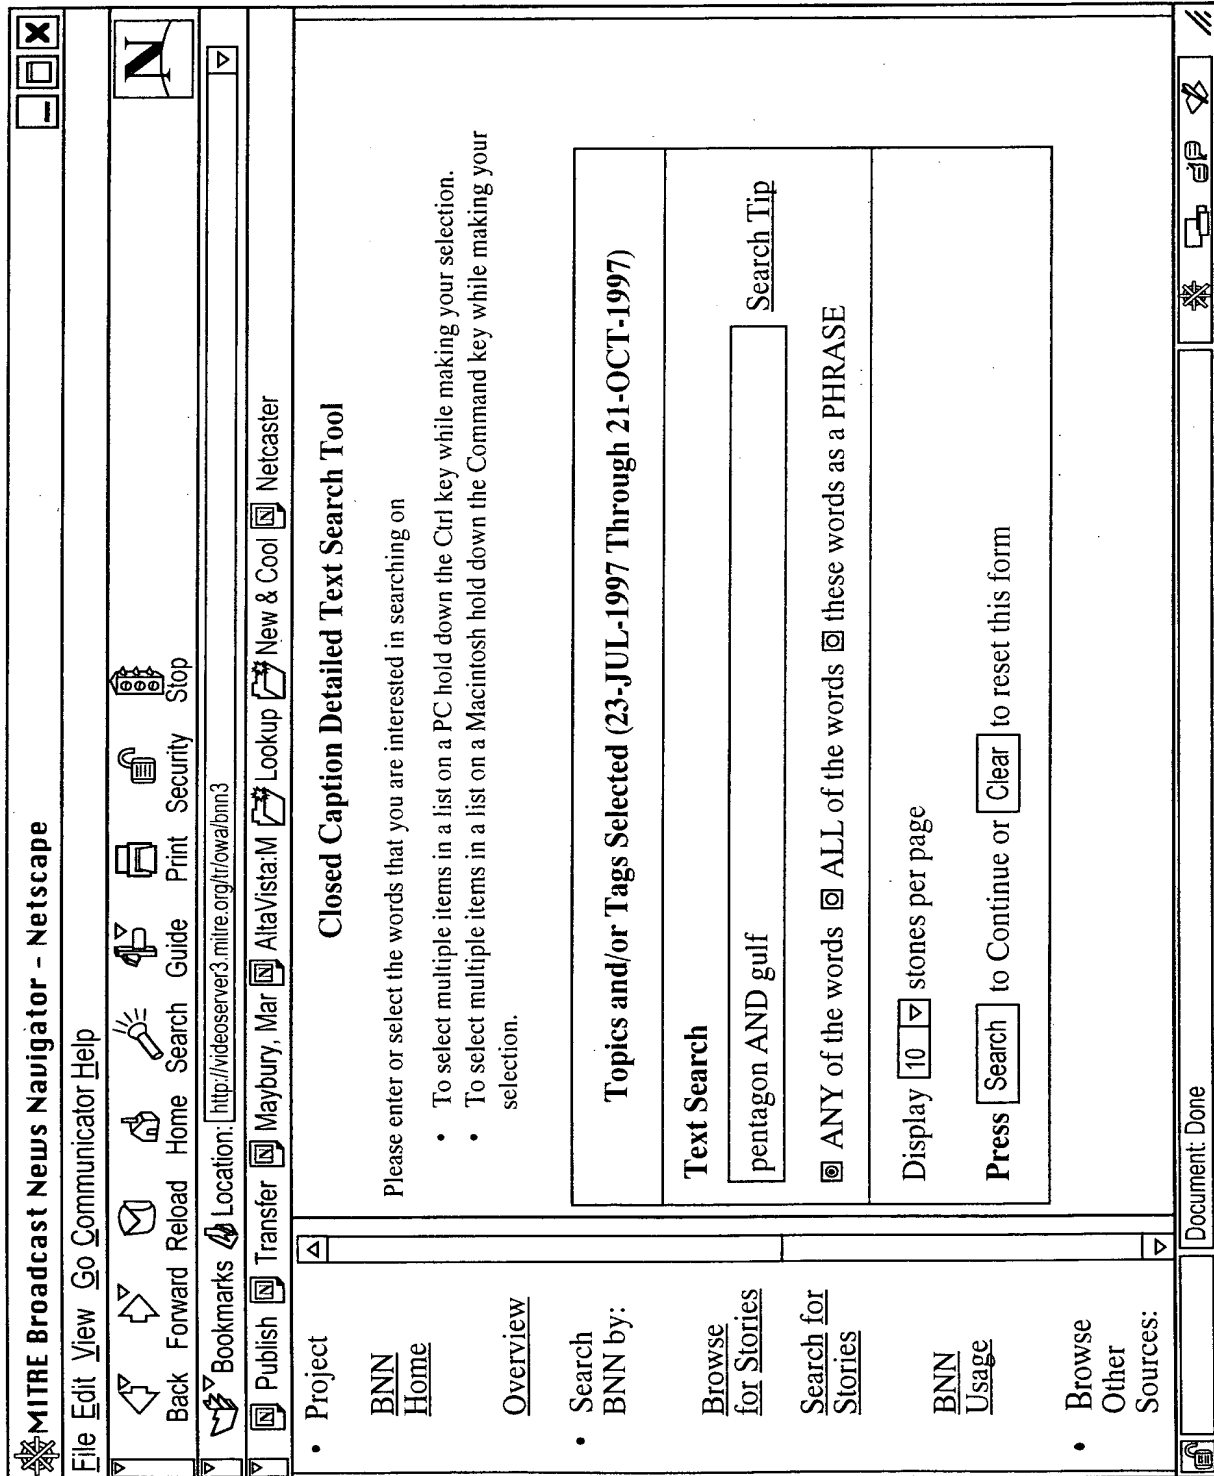 MITRE Broadcast News Navigator - Netscape
File Edit View Go Communicator Help
Back Forward Reload Home Search Guide Print Security Stop
N
Bookmarks Location: http://videoserver3.mitre.org/tr/owa/bnn3
Publish Transfer Maybury, Mar AltaVista:M Lookup New & Cool Netcaster
• Project
BNN
Home
Overview
• Search
BNN by:
Browse
for Stories
Search for
Stories
BNN
Usage
• Browse
Other
Sources:
Closed Caption Detailed Text Search Tool
Please enter or select the words that you are interested in searching on
• To select multiple items in a list on a PC hold down the Ctrl key while making your selection.
• To select multiple items in a list on a Macintosh hold down the Command key while making your
selection.
Topics and/or Tags Selected (23-JUL-1997 Through 21-OCT-1997)
Text Search
pentagon AND gulf Search Tip
ANY of the words ALL of the words these words as a PHRASE
Display 10 stones per page
Press Search to Continue or Clear to reset this form
Document: Done